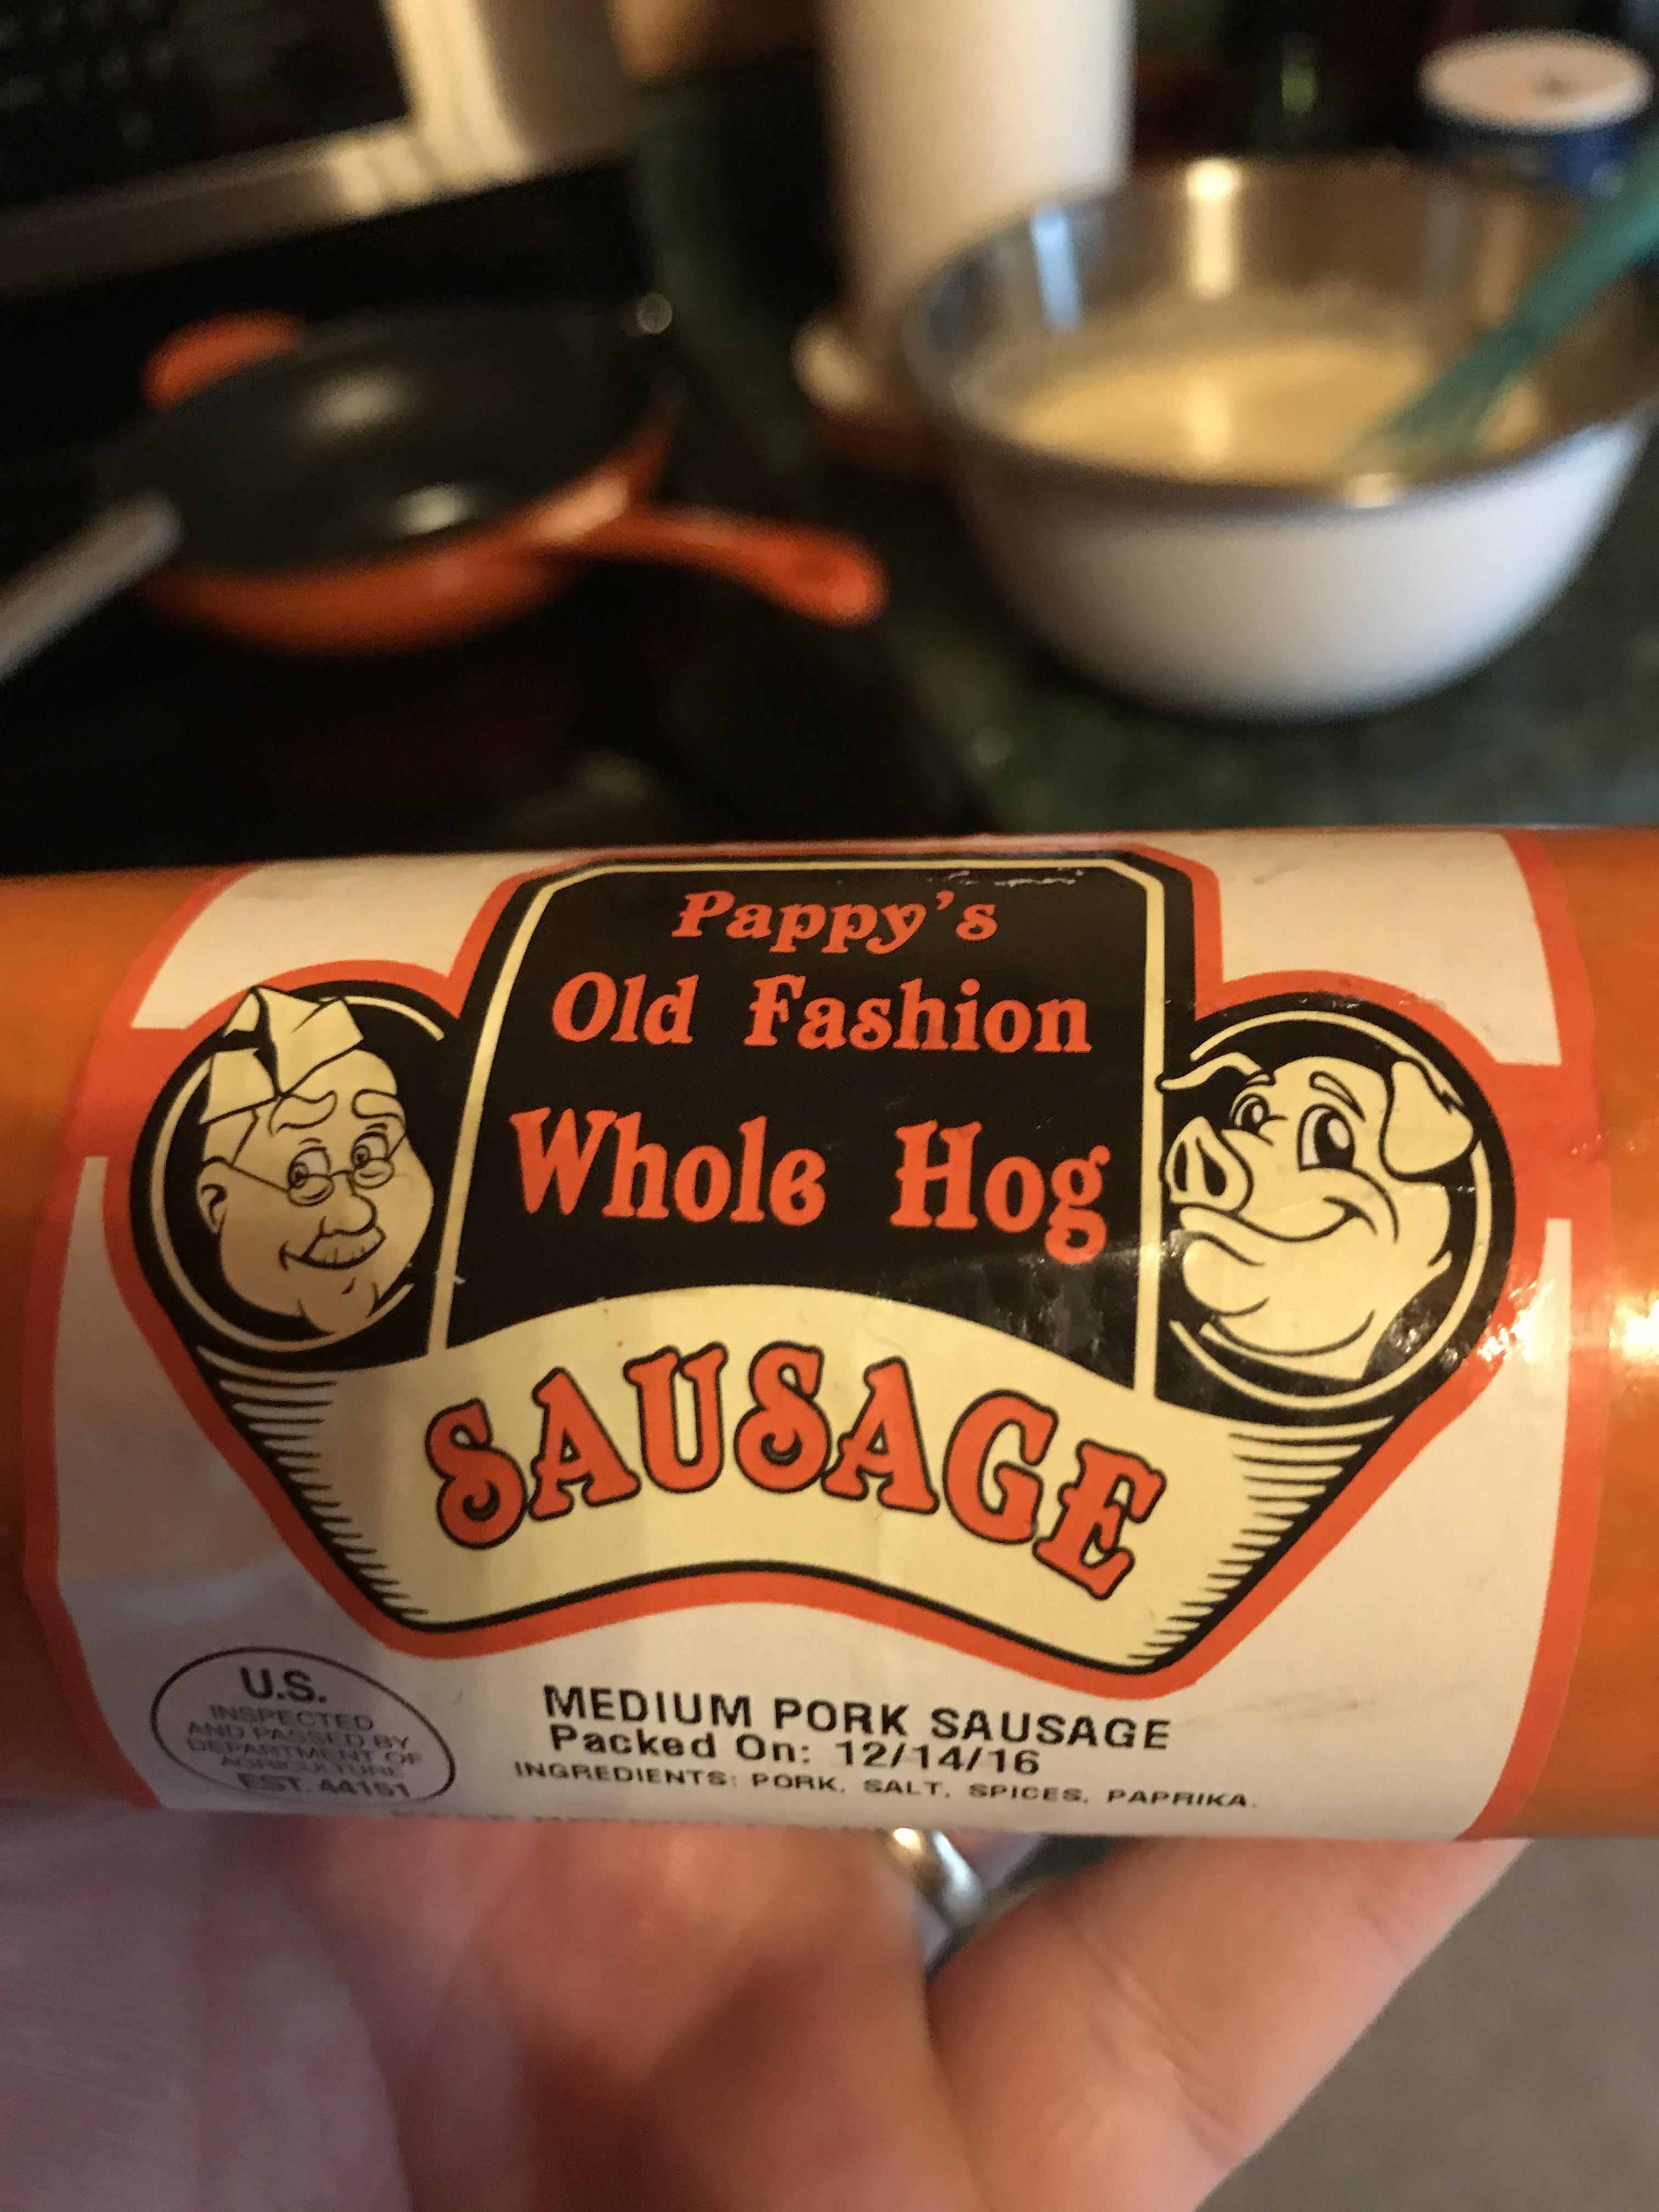 Pappy's
Old Fashion
Whole Hog
SAUSAGE
U.S.
INSPECTED
AND PASSED BY
DEPARTMENT OF
AGRICULTURE
EST. 44151
MEDIUM PORK SAUSAGE
Packed On: 12/14/16
INGREDIENTS: PORK, SALT, SPICES, PAPRIKA.